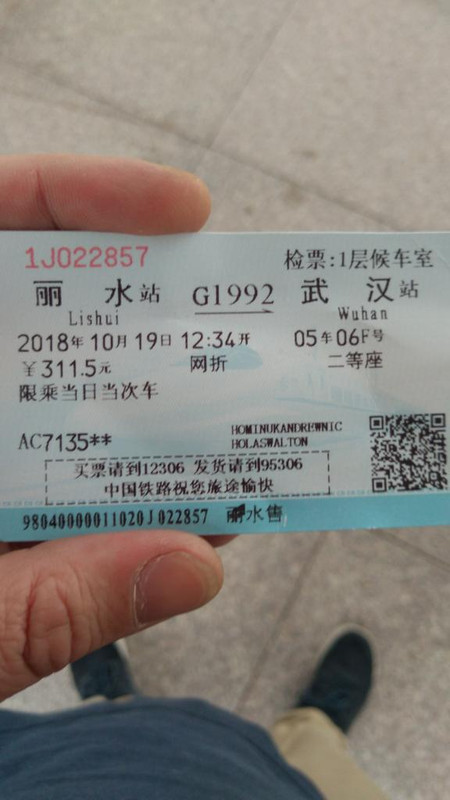 1J022857 检票:1层候车室
丽水站 G1992 武汉站
Lishui Wuhan
2018年10月19日12:34开 05车06F号
￥311.5元 网折 二等座
限乘当日当次车
AC7135**
HOMINUKANDREWNIC
HOLASWALTON
买票请到12306 发货请到95306
中国铁路祝您旅途愉快
98040000011020J022857 丽水售